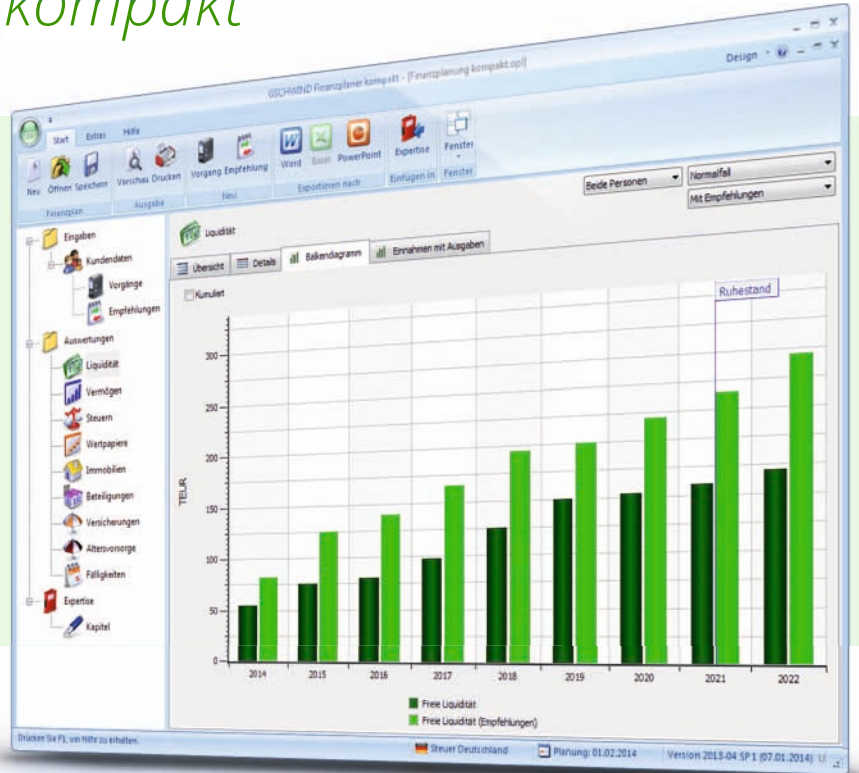 kompakt
GSCHWIND Finanzplaner kompakt - [Finanzplanung kompakt.opl]
Design
Start Extras Hilfe
Neu Öffnen Speichern Vorschau Drucken Vorgang Empfehlung Word Excel PowerPoint Expertise Fenster
Finanzplan Ausgabe Neu Exportieren nach Einfügen in Fenster
Beide Personen Normalfall
Mit Empfehlungen
Eingaben
Kundendaten
Vorgänge
Empfehlungen
Auswertungen
Liquidität
Vermögen
Steuern
Wertpapiere
Immobilien
Beteiligungen
Versicherungen
Altersvorsorge
Fälligkeiten
Expertise
Kapitel
Liquidität
Übersicht Details Balkendiagramm Einnahmen mit Ausgaben
Kumuliert
Ruhestand
300
250
200
150
100
50
0
TEUR
2014 2015 2016 2017 2018 2019 2020 2021 2022
Freie Liquidität
Freie Liquidität (Empfehlungen)
Drücken Sie F1, um Hilfe zu erhalten.
Steuer Deutschland Planung: 01.02.2014 Version 2013-04 SP1 (07.01.2014) U